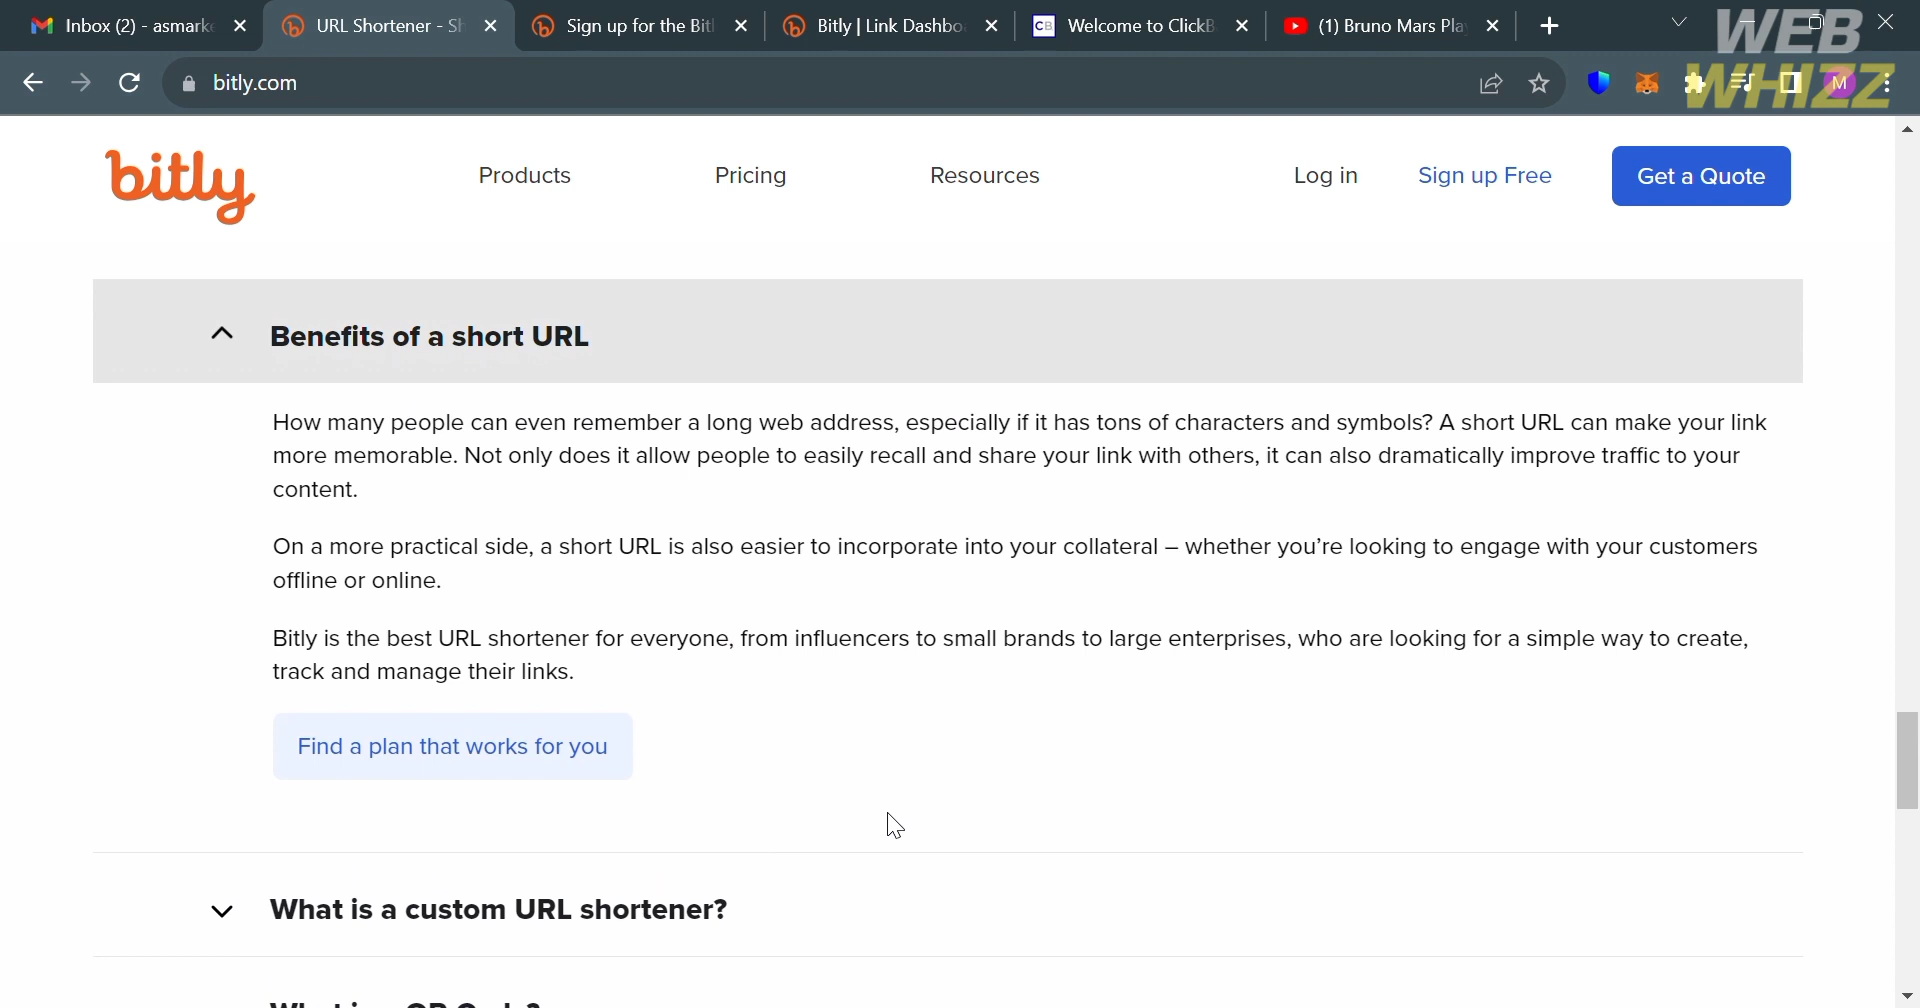 Inbox (2) - asmarke
URL Shortener - Sh
Sign up for the Bitl
Bitly | Link Dashbo
CB
Welcome to ClickB
(1) Bruno Mars Pla
WEB
WHIZZ
bitly.com
M
bitly
Products
Pricing
Resources
Log in
Sign up Free
Get a Quote
Benefits of a short URL
How many people can even remember a long web address, especially if it has tons of characters and symbols? A short URL can make your link
more memorable. Not only does it allow people to easily recall and share your link with others, it can also dramatically improve traffic to your
content.
On a more practical side, a short URL is also easier to incorporate into your collateral – whether you’re looking to engage with your customers
offline or online.
Bitly is the best URL shortener for everyone, from influencers to small brands to large enterprises, who are looking for a simple way to create,
track and manage their links.
Find a plan that works for you
What is a custom URL shortener?